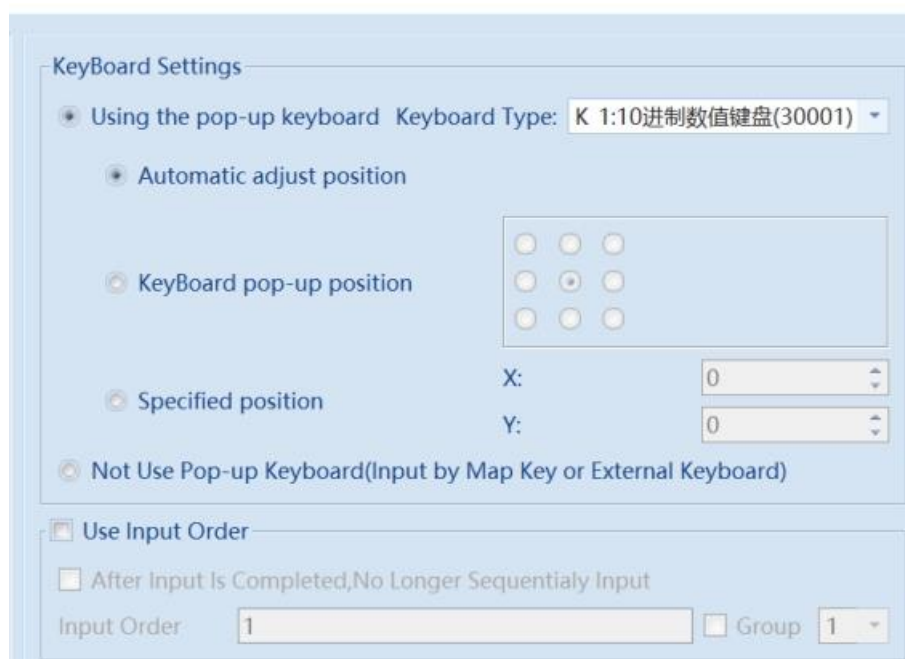 KeyBoard Settings
Using the pop-up keyboard Keyboard Type: K 1:10进制数值键盘(30001)
Automatic adjust position
KeyBoard pop-up position
X: 0
Specified position
Y: 0
Not Use Pop-up Keyboard(Input by Map Key or External Keyboard)
Use Input Order
After Input Is Completed,No Longer Sequentialy Input
Input Order 1 Group 1